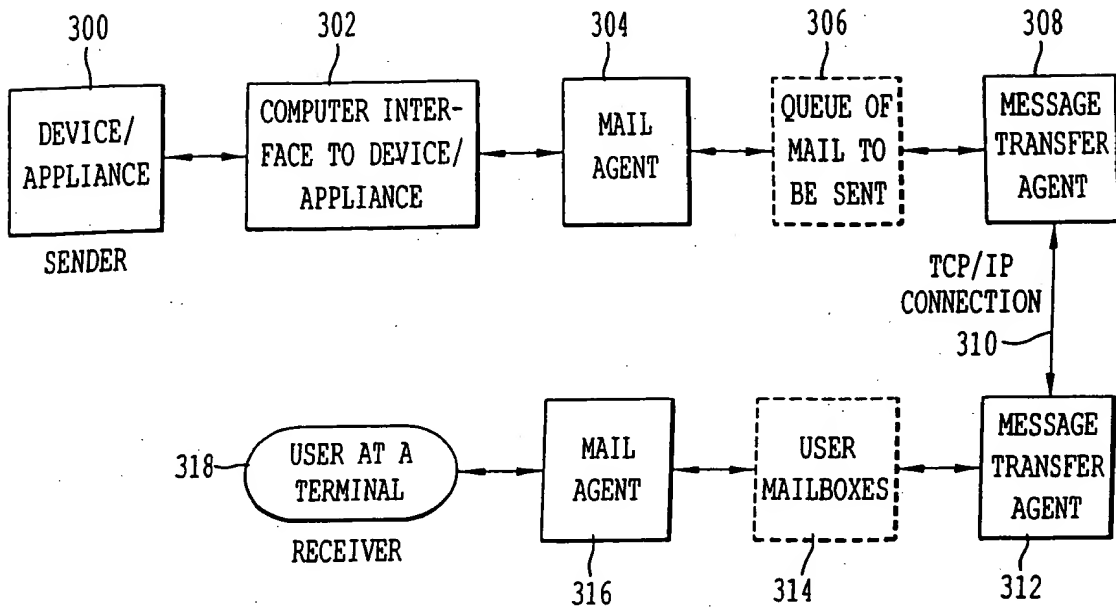 300
302
304
306
308
DEVICE/
APPLIANCE
COMPUTER INTER-
FACE TO DEVICE/
APPLIANCE
MAIL
AGENT
QUEUE OF
MAIL TO
BE SENT
MESSAGE
TRANSFER
AGENT
SENDER
TCP/IP
CONNECTION
310
318
USER AT A
TERMINAL
MAIL
AGENT
USER
MAILBOXES
MESSAGE
TRANSFER
AGENT
RECEIVER
316
314
312